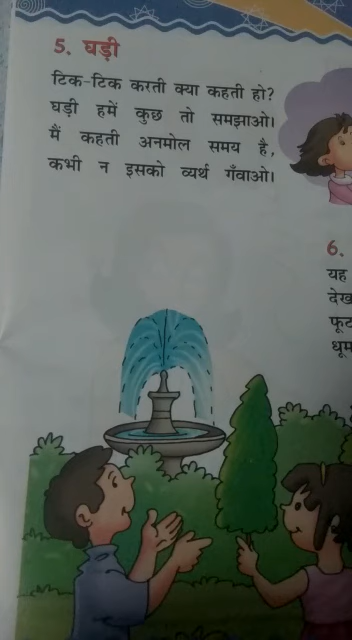 5. घड़ी
टिक-टिक करती क्या कहती हो?
घड़ी हमें कुछ तो समझाओ।
मैं कहती अनमोल समय है,
कभी न इसको व्यर्थ गँवाओ।
6.
यह